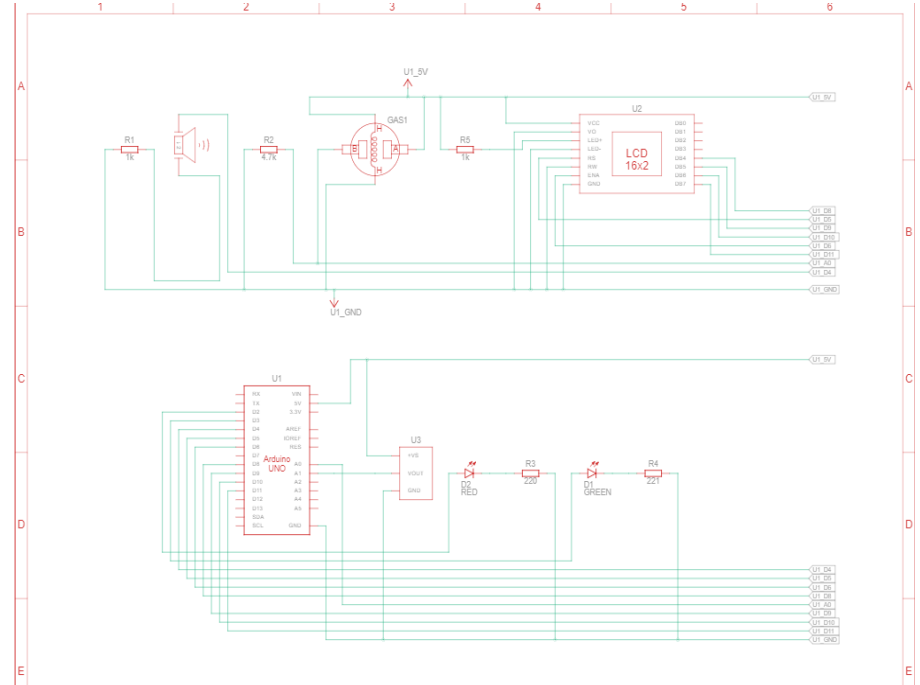 1 2 3 4 5 6
A A
B B
C C
D D
E E
U1_5V
U1_5V
GAS1
H
B A
H
R1
1k
R2
4.7k
R5
1k
U2
LCD
16x2
VCC
VO
LED+
LED-
RS
RW
ENA
GND
DB0
DB1
DB2
DB3
DB4
DB5
DB6
DB7
U1_D8
U1_D5
U1_D9
U1_D10
U1_D6
U1_D11
U1_A0
U1_D4
U1_GND
U1_GND
U1_5V
U1
Arduino
UNO
RX
TX
D2
D3
D4
D5
D6
D7
D8
D9
D10
D11
D12
D13
SDA
SCL
VIN
5V
3.3V
AREF
IOREF
RES
A0
A1
A2
A3
A4
A5
GND
U3
+VS
VOUT
GND
D2
RED
R3
220
D1
GREEN
R4
221
U1_D4
U1_D5
U1_D6
U1_D8
U1_A0
U1_D9
U1_D10
U1_D11
U1_GND